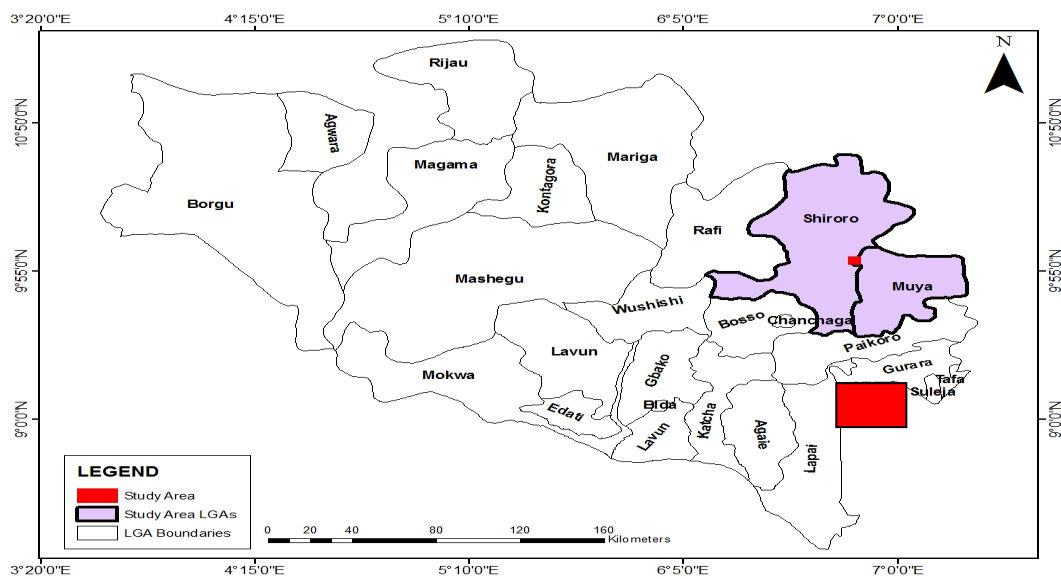 3°20'0"E 4°15'0"E 5°10'0"E 6°5'0"E 7°0'0"E
N
Rijau
10°50'0"N
10°50'0"N
Agwara
Magama
Kontagora
Mariga
Borgu
Shiroro
Rafi
9°55'0"N
9°55'0"N
Mashegu
Muya
Wushishi
Bosso
Chanchaga
Paikoro
Lavun
Gbako
Gurara
Mokwa
Tafa
Suleja
Edati
Bida
Lavun
Katcha
Agaie
Lapai
9°0'0"N
9°0'0"N
LEGEND
Study Area
Study Area LGAs
LGA Boundaries
0 20 40 80 120 160
Kilometers
3°20'0"E 4°15'0"E 5°10'0"E 6°5'0"E 7°0'0"E